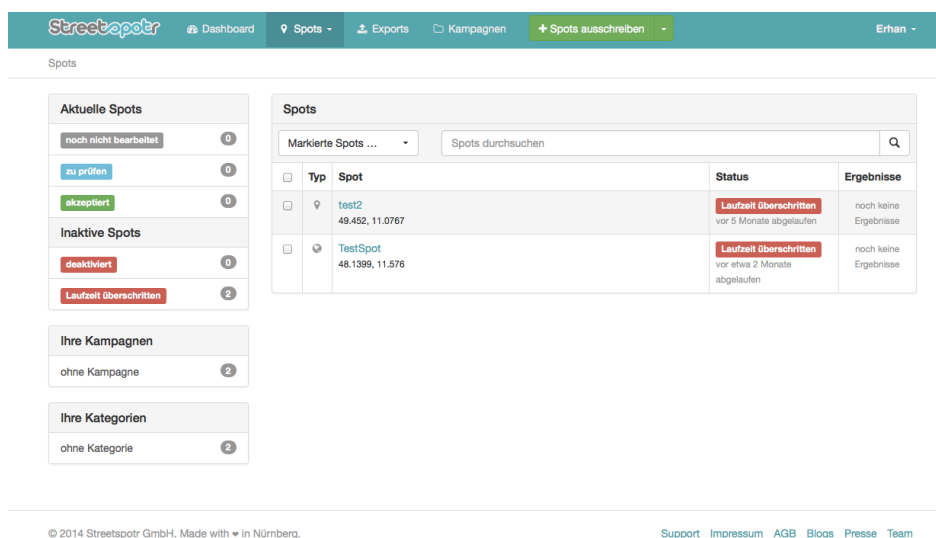 Streetspotr Dashboard Spots Exports Kampagnen + Spots ausschreiben Erhan
Spots
Aktuelle Spots
noch nicht bearbeitet 0
zu prüfen 0
akzeptiert 0
Inaktive Spots
deaktiviert 0
Laufzeit überschritten 2
Ihre Kampagnen
ohne Kampagne 2
Ihre Kategorien
ohne Kategorie 2
Spots
Markierte Spots ... Spots durchsuchen
Typ Spot Status Ergebnisse
test2 Laufzeit überschritten noch keine
49.452, 11.0767 vor 5 Monate abgelaufen Ergebnisse
TestSpot Laufzeit überschritten noch keine
48.1399, 11.576 vor etwa 2 Monate Ergebnisse
abgelaufen
© 2014 Streetspotr GmbH. Made with ♥ in Nürnberg. Support Impressum AGB Blogs Presse Team